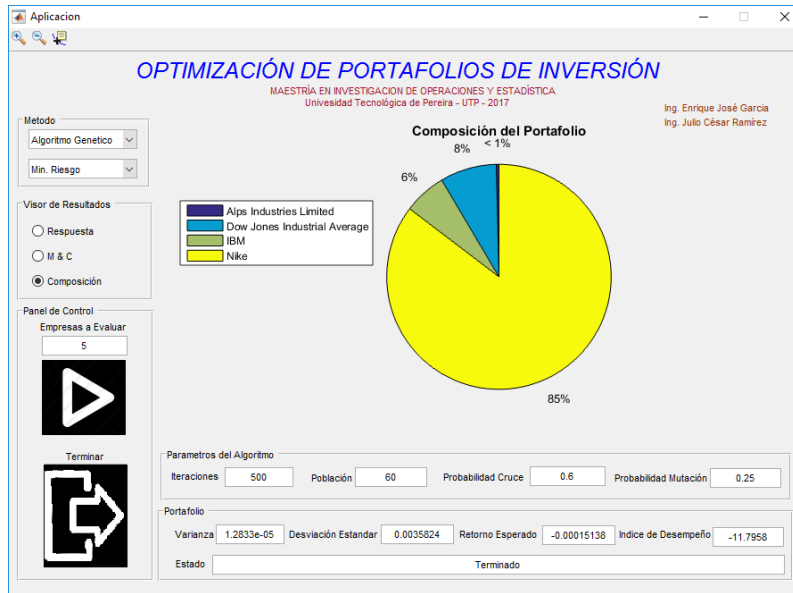 Aplicacion
OPTIMIZACIÓN DE PORTAFOLIOS DE INVERSIÓN
MAESTRÍA EN INVESTIGACION DE OPERACIONES Y ESTADÍSTICA
Univesidad Tecnológica de Pereira - UTP - 2017
Ing. Enrique José Garcia
Ing. Julio César Ramírez
Metodo
Algoritmo Genetico
Min. Riesgo
Visor de Resultados
Respuesta
M & C
Composición
Panel de Control
Empresas a Evaluar
5
Terminar
Composición del Portafolio
< 1%
8%
6%
85%
Alps Industries Limited
Dow Jones Industrial Average
IBM
Nike
Parametros del Algoritmo
Iteraciones 500 Población 60 Probabilidad Cruce 0.6 Probabilidad Mutación 0.25
Portafolio
Varianza 1.2833e-05 Desviación Estandar 0.0035824 Retorno Esperado -0.00015138 Indice de Desempeño -11.7958
Estado Terminado